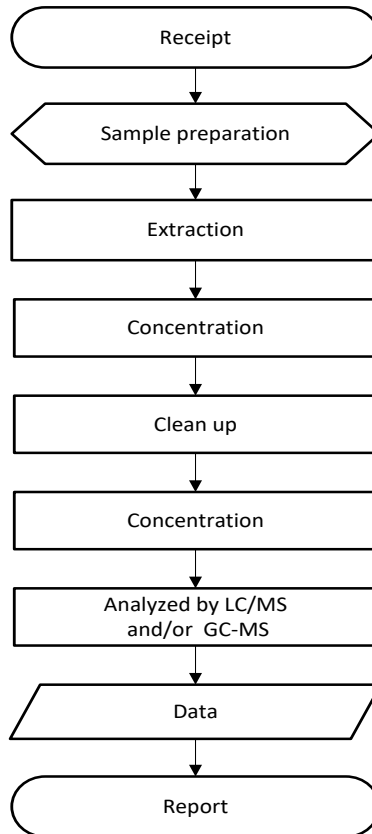 Receipt
Sample preparation
Extraction
Concentration
Clean up
Concentration
Analyzed by LC/MS
and/or GC-MS
Data
Report